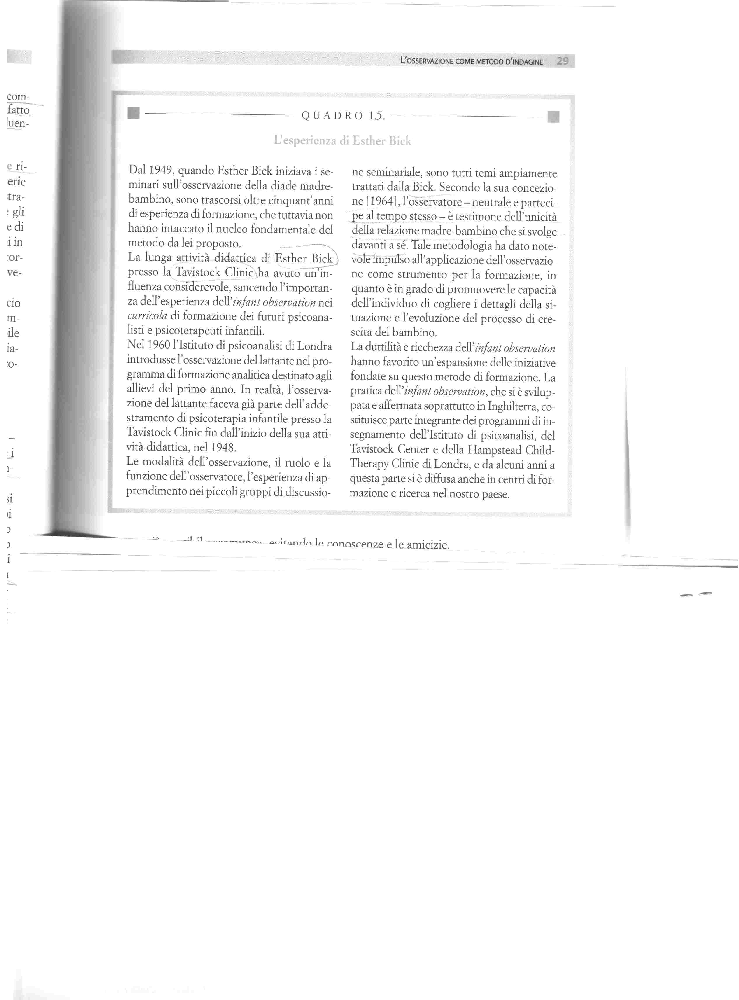 L'OSSERVAZIONE COME METODO D'INDAGINE 29
com-
fatto
luen-
e ri-
erie
tra-
gli
e di
i in
cor-
ve-
cio
m-
ile
ia-
co-
si
QUADRO 1.5.
L'esperienza di Esther Bick
Dal 1949, quando Esther Bick iniziava i se-
minari sull'osservazione della diade madre-
bambino, sono trascorsi oltre cinquant'anni
di esperienza di formazione, che tuttavia non
hanno intaccato il nucleo fondamentale del
metodo da lei proposto.
La lunga attività didattica di Esther Bick
presso la Tavistock Clinic ha avuto un'in-
fluenza considerevole, sancendo l'importan-
za dell'esperienza dell'infant observation nei
curricola di formazione dei futuri psicoana-
listi e psicoterapeuti infantili.
Nel 1960 l'Istituto di psicoanalisi di Londra
introdusse l'osservazione del lattante nel pro-
gramma di formazione analitica destinato agli
allievi del primo anno. In realtà, l'osserva-
zione del lattante faceva già parte dell'adde-
stramento di psicoterapia infantile presso la
Tavistock Clinic fin dall'inizio della sua atti-
vità didattica, nel 1948.
Le modalità dell'osservazione, il ruolo e la
funzione dell'osservatore, l'esperienza di ap-
prendimento nei piccoli gruppi di discussio-
ne seminariale, sono tutti temi ampiamente
trattati dalla Bick. Secondo la sua concezio-
ne [1964], l'osservatore – neutrale e parteci-
pe al tempo stesso – è testimone dell'unicità
della relazione madre-bambino che si svolge
davanti a sé. Tale metodologia ha dato note-
vole impulso all'applicazione dell'osservazio-
ne come strumento per la formazione, in
quanto è in grado di promuovere le capacità
dell'individuo di cogliere i dettagli della si-
tuazione e l'evoluzione del processo di cre-
scita del bambino.
La duttilità e ricchezza dell'infant observation
hanno favorito un'espansione delle iniziative
fondate su questo metodo di formazione. La
pratica dell'infant observation, che si è svilup-
pata e affermata soprattutto in Inghilterra, co-
stituisce parte integrante dei programmi di in-
segnamento dell'Istituto di psicoanalisi, del
Tavistock Center e della Hampstead Child-
Therapy Clinic di Londra, e da alcuni anni a
questa parte si è diffusa anche in centri di for-
mazione e ricerca nel nostro paese.
evitando le conoscenze e le amicizie.